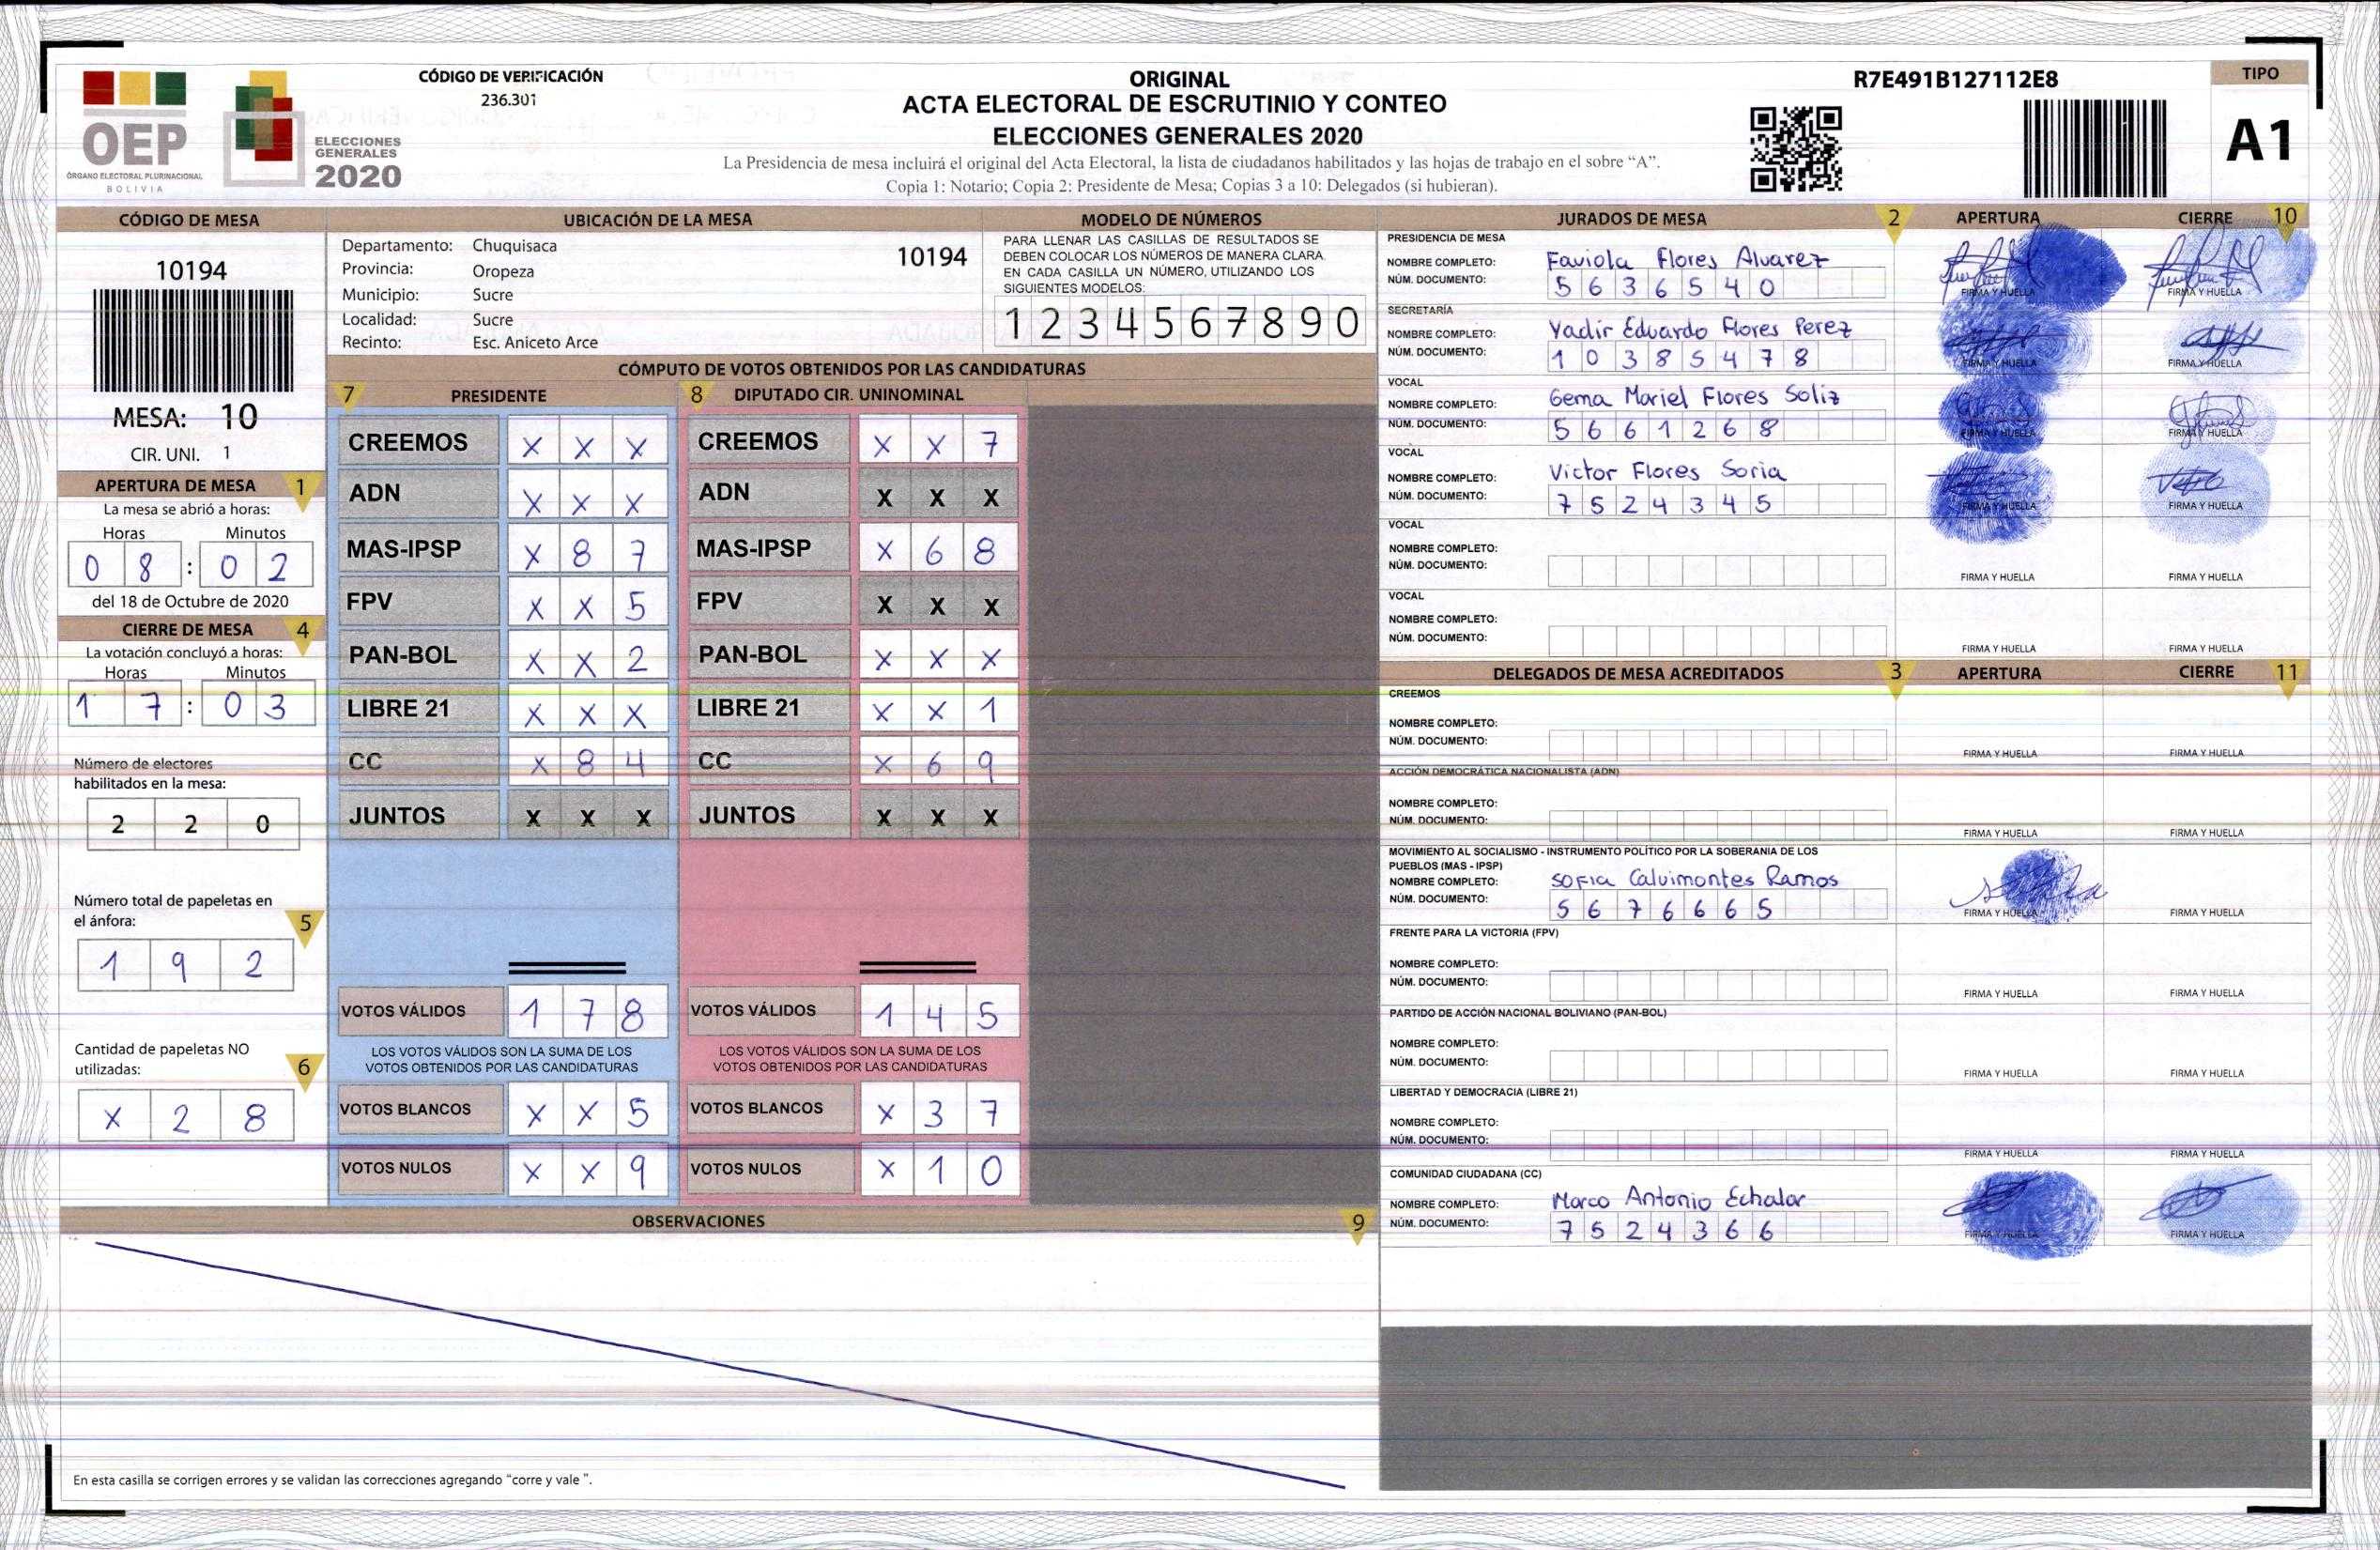 OEP
ÓRGANO ELECTORAL PLURINACIONAL
BOLIVIA
ELECCIONES
GENERALES
2020
CÓDIGO DE VERIFICACIÓN
236.301
ORIGINAL
ACTA ELECTORAL DE ESCRUTINIO Y CONTEO
ELECCIONES GENERALES 2020
La Presidencia de mesa incluirá el original del Acta Electoral, la lista de ciudadanos habilitados y las hojas de trabajo en el sobre “A”.
Copia 1: Notario; Copia 2: Presidente de Mesa; Copias 3 a 10: Delegados (si hubieran).
R7E491B127112E8
TIPO
A1
CÓDIGO DE MESA
10194
MESA: 10
CIR. UNI. 1
APERTURA DE MESA 1
La mesa se abrió a horas:
Horas Minutos
0 8 : 0 2
del 18 de Octubre de 2020
CIERRE DE MESA 4
La votación concluyó a horas:
Horas Minutos
1 7 : 0 3
Número de electores
habilitados en la mesa:
2 2 0
Número total de papeletas en
el ánfora: 5
1 9 2
Cantidad de papeletas NO
utilizadas: 6
X 2 8
UBICACIÓN DE LA MESA
Departamento: Chuquisaca 10194
Provincia: Oropeza
Municipio: Sucre
Localidad: Sucre
Recinto: Esc. Aniceto Arce
MODELO DE NÚMEROS
PARA LLENAR LAS CASILLAS DE RESULTADOS SE
DEBEN COLOCAR LOS NÚMEROS DE MANERA CLARA.
EN CADA CASILLA UN NÚMERO, UTILIZANDO LOS
SIGUIENTES MODELOS:
1 2 3 4 5 6 7 8 9 0
CÓMPUTO DE VOTOS OBTENIDOS POR LAS CANDIDATURAS
7 PRESIDENTE
CREEMOS X X X
ADN X X X
MAS-IPSP X 8 7
FPV X X 5
PAN-BOL X X 2
LIBRE 21 X X X
CC X 8 4
JUNTOS X X X
VOTOS VÁLIDOS 1 7 8
LOS VOTOS VÁLIDOS SON LA SUMA DE LOS
VOTOS OBTENIDOS POR LAS CANDIDATURAS
VOTOS BLANCOS X X 5
VOTOS NULOS X X 9
8 DIPUTADO CIR. UNINOMINAL
CREEMOS X X 7
ADN X X X
MAS-IPSP X 6 8
FPV X X X
PAN-BOL X X X
LIBRE 21 X X 1
CC X 6 9
JUNTOS X X X
VOTOS VÁLIDOS 1 4 5
LOS VOTOS VÁLIDOS SON LA SUMA DE LOS
VOTOS OBTENIDOS POR LAS CANDIDATURAS
VOTOS BLANCOS X 3 7
VOTOS NULOS X 1 0
OBSERVACIONES 9
En esta casilla se corrigen errores y se validan las correcciones agregando “corre y vale ”.
JURADOS DE MESA 2 APERTURA CIERRE 10
PRESIDENCIA DE MESA
NOMBRE COMPLETO: Faviola Flores Alvarez
NÚM. DOCUMENTO: 5 6 3 6 5 4 0
FIRMA Y HUELLA FIRMA Y HUELLA
SECRETARÍA
NOMBRE COMPLETO: Yadir Eduardo Flores Perez
NÚM. DOCUMENTO: 1 0 3 8 5 4 7 8
FIRMA Y HUELLA FIRMA Y HUELLA
VOCAL
NOMBRE COMPLETO: Gema Mariel Flores Soliz
NÚM. DOCUMENTO: 5 6 6 1 2 6 8
FIRMA Y HUELLA FIRMA Y HUELLA
VOCAL
NOMBRE COMPLETO: Victor Flores Soria
NÚM. DOCUMENTO: 7 5 2 4 3 4 5
FIRMA Y HUELLA FIRMA Y HUELLA
VOCAL
NOMBRE COMPLETO:
NÚM. DOCUMENTO:
FIRMA Y HUELLA FIRMA Y HUELLA
VOCAL
NOMBRE COMPLETO:
NÚM. DOCUMENTO:
FIRMA Y HUELLA FIRMA Y HUELLA
DELEGADOS DE MESA ACREDITADOS 3 APERTURA CIERRE 11
CREEMOS
NOMBRE COMPLETO:
NÚM. DOCUMENTO:
FIRMA Y HUELLA FIRMA Y HUELLA
ACCIÓN DEMOCRÁTICA NACIONALISTA (ADN)
NOMBRE COMPLETO:
NÚM. DOCUMENTO:
FIRMA Y HUELLA FIRMA Y HUELLA
MOVIMIENTO AL SOCIALISMO - INSTRUMENTO POLÍTICO POR LA SOBERANIA DE LOS
PUEBLOS (MAS - IPSP)
NOMBRE COMPLETO: SOFIA Calvimontes Ramos
NÚM. DOCUMENTO: 5 6 7 6 6 6 5
FIRMA Y HUELLA FIRMA Y HUELLA
FRENTE PARA LA VICTORIA (FPV)
NOMBRE COMPLETO:
NÚM. DOCUMENTO:
FIRMA Y HUELLA FIRMA Y HUELLA
PARTIDO DE ACCIÓN NACIONAL BOLIVIANO (PAN-BOL)
NOMBRE COMPLETO:
NÚM. DOCUMENTO:
FIRMA Y HUELLA FIRMA Y HUELLA
LIBERTAD Y DEMOCRACIA (LIBRE 21)
NOMBRE COMPLETO:
NÚM. DOCUMENTO:
FIRMA Y HUELLA FIRMA Y HUELLA
COMUNIDAD CIUDADANA (CC)
NOMBRE COMPLETO: Marco Antonio Echalar
NÚM. DOCUMENTO: 7 5 2 4 3 6 6
FIRMA Y HUELLA FIRMA Y HUELLA